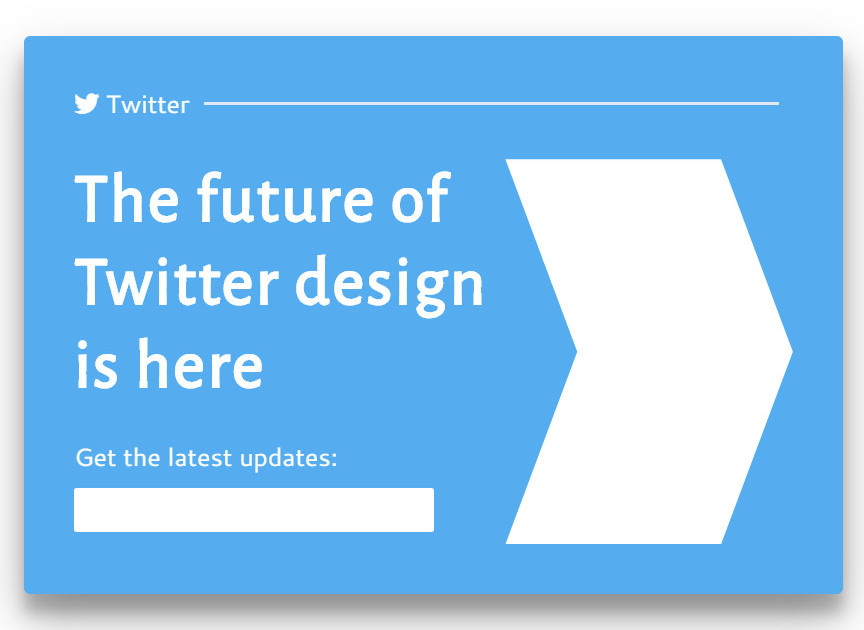 Twitter
The future of
Twitter design
is here
Get the latest updates: